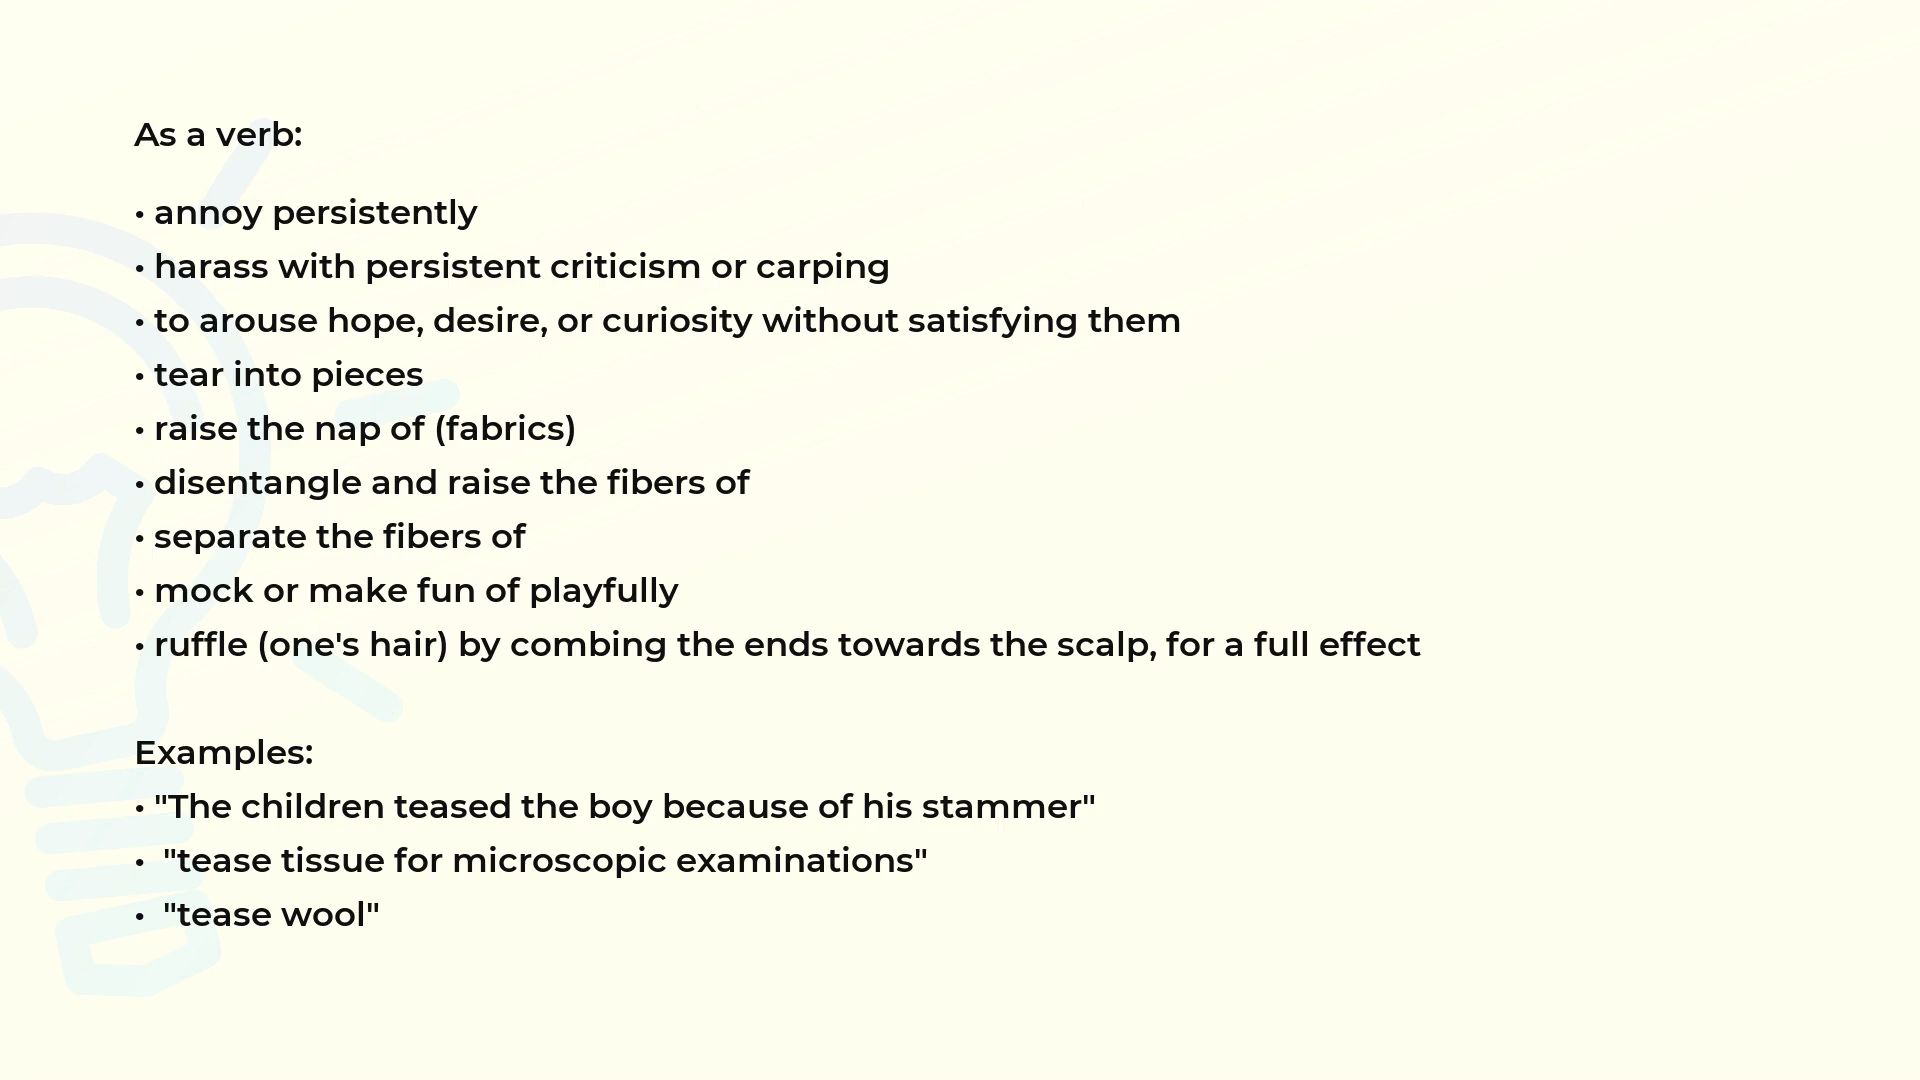 As a verb:
• annoy persistently
• harass with persistent criticism or carping
• to arouse hope, desire, or curiosity without satisfying them
• tear into pieces
• raise the nap of (fabrics)
• disentangle and raise the fibers of
• separate the fibers of
• mock or make fun of playfully
• ruffle (one's hair) by combing the ends towards the scalp, for a full effect
Examples:
• "The children teased the boy because of his stammer"
•  "tease tissue for microscopic examinations"
•  "tease wool"